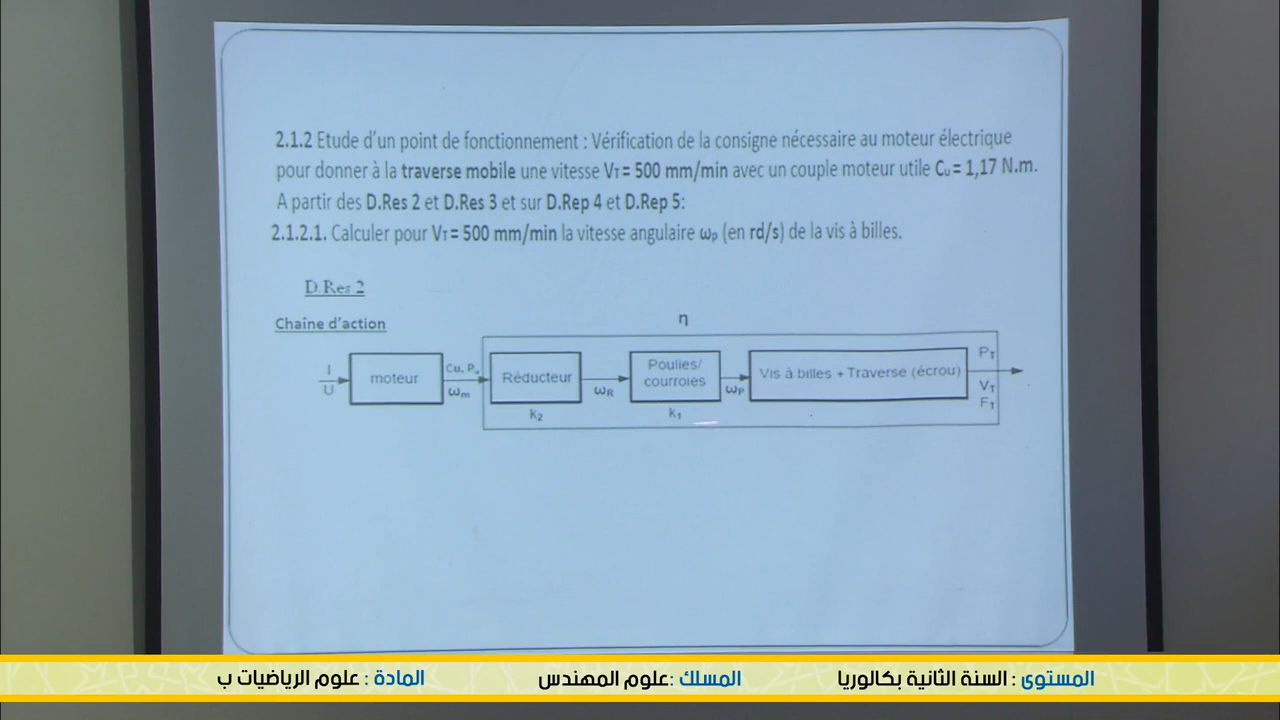 2.1.2 Etude d'un point de fonctionnement : Vérification de la consigne nécessaire au moteur électrique
pour donner à la traverse mobile une vitesse VT = 500 mm/min avec un couple moteur utile Cu = 1,17 N.m.
A partir des D.Res 2 et D.Res 3 et sur D.Rep 4 et D.Rep 5:
2.1.2.1. Calculer pour VT = 500 mm/min la vitesse angulaire ωp (en rd/s) de la vis à billes.
D.Res 2
Chaîne d'action
η
I
U
moteur
Cu, Pu
ωm
Réducteur
k2
ωR
Poulies/
courroies
k1
ωP
Vis à billes + Traverse (écrou)
PT
VT
FT
المستوى : السنة الثانية بكالوريا
المسلك : علوم المهندس
المادة : علوم الرياضيات ب